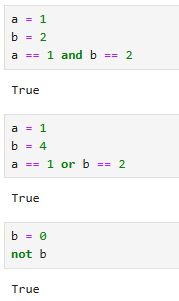 a = 1
b = 2
a == 1 and b == 2
True
a = 1
b = 4
a == 1 or b == 2
True
b = 0
not b
True